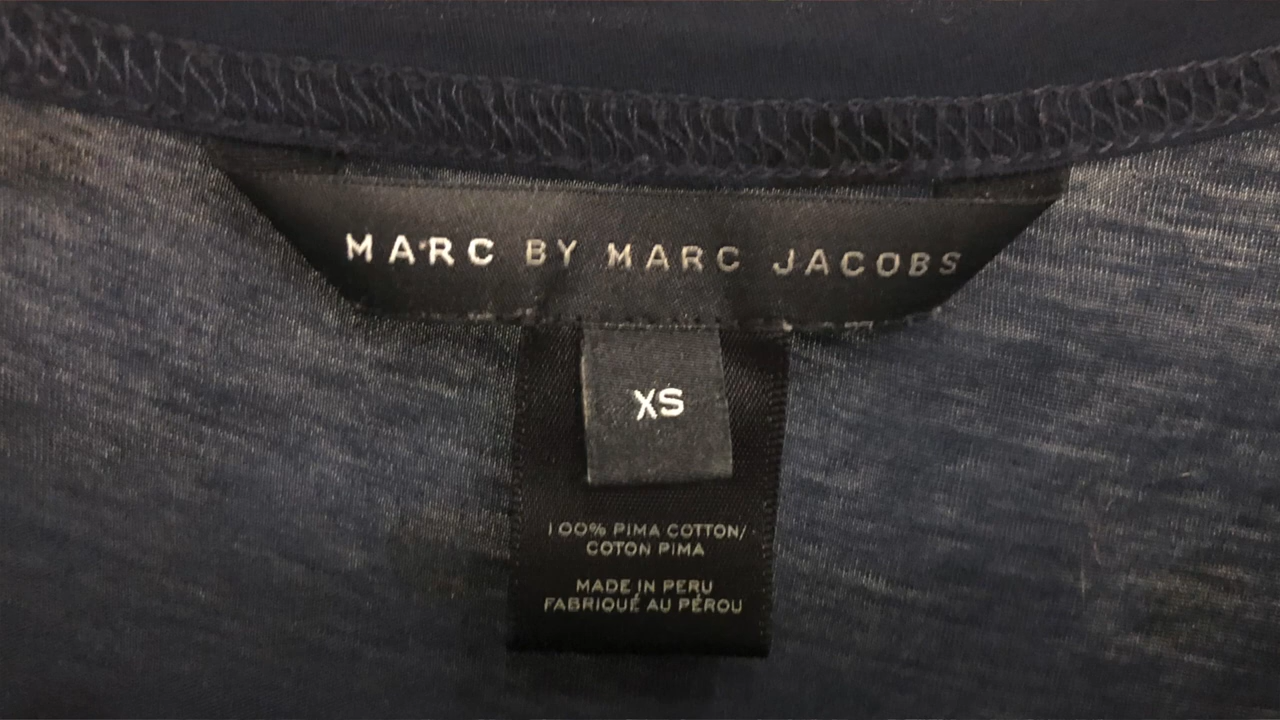 MARC BY MARC JACOBS
XS
100% PIMA COTTON/
COTON PIMA
MADE IN PERU
FABRIQUÉ AU PÉROU